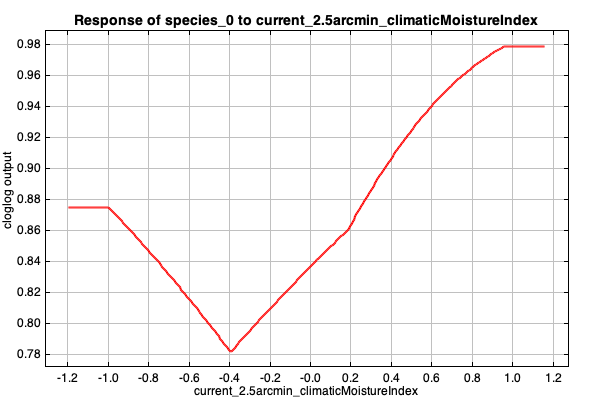 Response of species_0 to current_2.5arcmin_climaticMoistureIndex
cloglog output
0.98
0.96
0.94
0.92
0.90
0.88
0.86
0.84
0.82
0.80
0.78
-1.2 -1.0 -0.8 -0.6 -0.4 -0.2 -0.0 0.2 0.4 0.6 0.8 1.0 1.2
current_2.5arcmin_climaticMoistureIndex